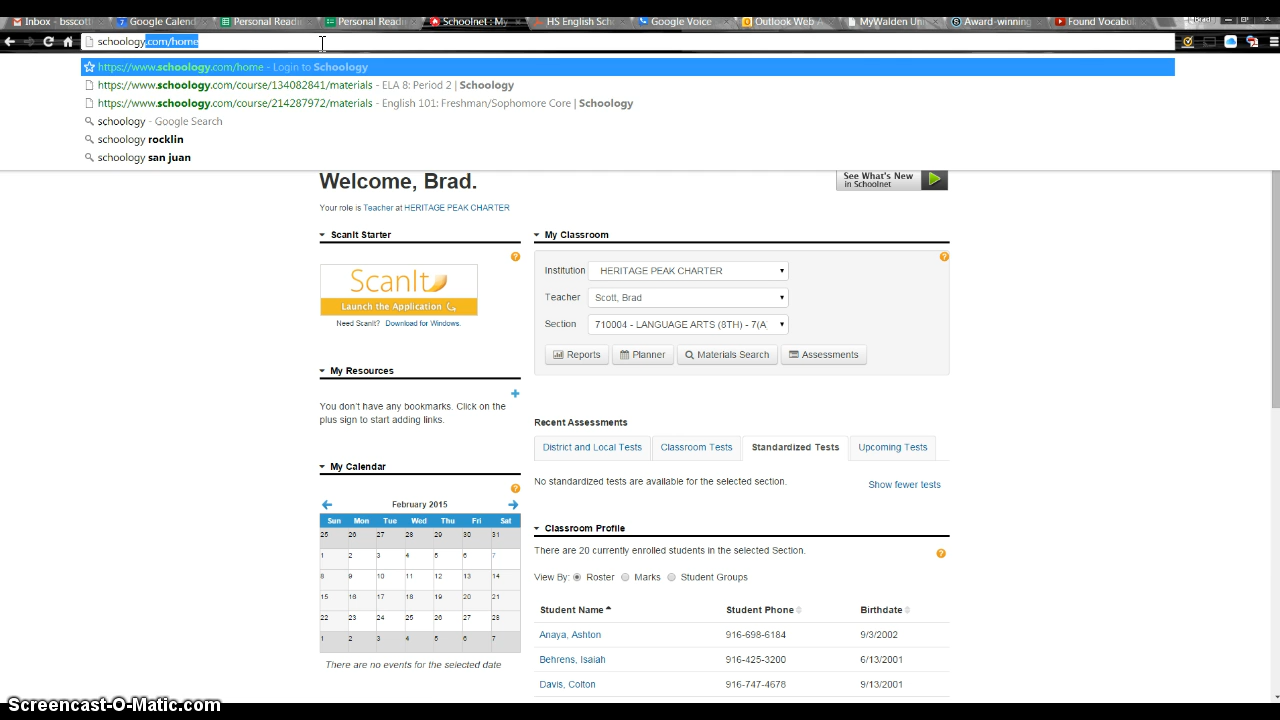 Inbox - bsscott
Google Calend
Personal Readi
Personal Readi
Schoolnet : My
HS English Sch
Google Voice
Outlook Web A
MyWalden Un
Award-winning
Found Vocabul
Brad
schoology.com/home
https://www.schoology.com/home - Login to Schoology
https://www.schoology.com/course/134082841/materials - ELA 8: Period 2 | Schoology
https://www.schoology.com/course/214287972/materials - English 101: Freshman/Sophomore Core | Schoology
schoology - Google Search
schoology rocklin
schoology san juan
Welcome, Brad.
See What's New
in Schoolnet
Your role is Teacher at HERITAGE PEAK CHARTER
ScanIt Starter
ScanIt
Launch the Application
Need ScanIt? Download for Windows.
My Resources
You don't have any bookmarks. Click on the
plus sign to start adding links.
My Calendar
February 2015
Sun Mon Tue Wed Thu Fri Sat
25 26 27 28 29 30 31
1 2 3 4 5 6 7
8 9 10 11 12 13 14
15 16 17 18 19 20 21
22 23 24 25 26 27 28
1 2 3 4 5 6 7
There are no events for the selected date
My Classroom
Institution HERITAGE PEAK CHARTER
Teacher Scott, Brad
Section 710004 - LANGUAGE ARTS (8TH) - 7(A
Reports Planner Materials Search Assessments
Recent Assessments
District and Local Tests Classroom Tests Standardized Tests Upcoming Tests
No standardized tests are available for the selected section.
Show fewer tests
Classroom Profile
There are 20 currently enrolled students in the selected Section.
View By: Roster Marks Student Groups
Student Name Student Phone Birthdate
Anaya, Ashton 916-698-6184 9/3/2002
Behrens, Isaiah 916-425-3200 6/13/2001
Davis, Colton 916-747-4678 9/13/2001
Screencast-O-Matic.com